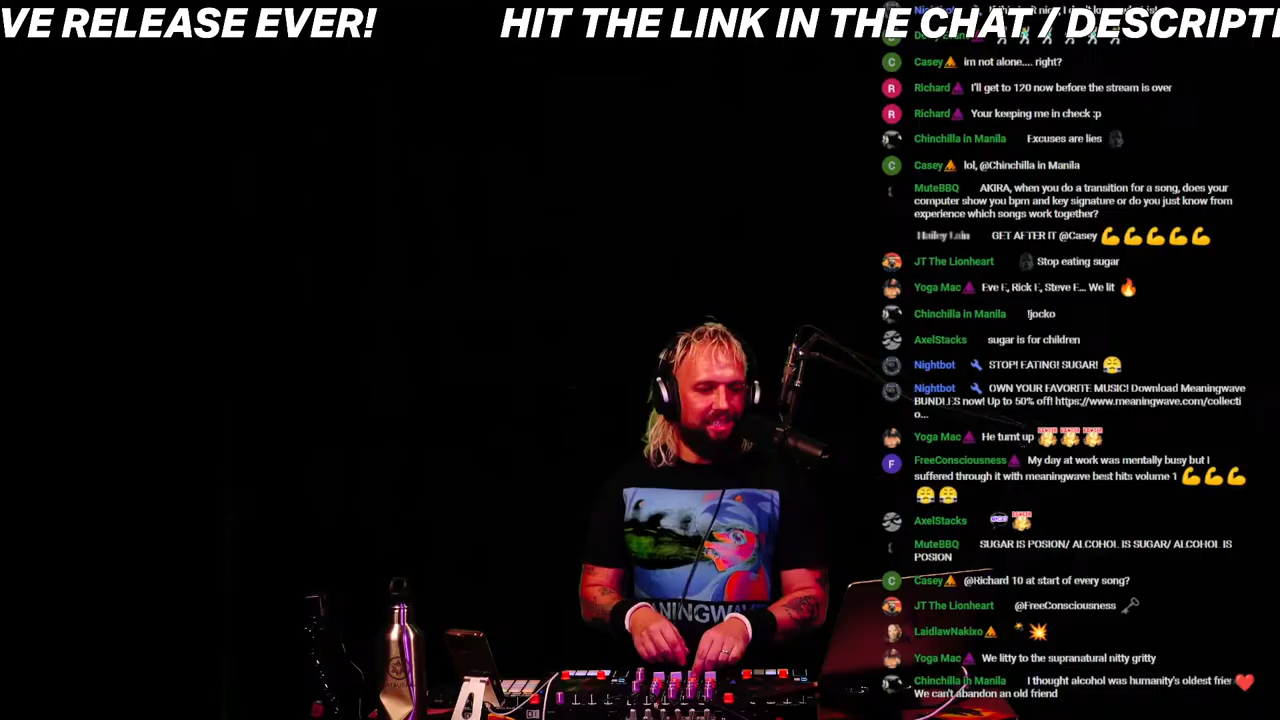 VE RELEASE EVER!
HIT THE LINK IN THE CHAT / DESCRIPTI
Casey im not alone.... right?
Richard I'll get to 120 now before the stream is over
Richard Your keeping me in check :p
Chinchilla in Manila Excuses are lies
Casey lol, @Chinchilla in Manila
MuteBBQ AKIRA, when you do a transition for a song, does your
computer show you bpm and key signature or do you just know from
experience which songs work together?
Hailey Lain GET AFTER IT @Casey
JT The Lionheart Stop eating sugar
Yoga Mac Eve E, Rick E, Steve E... We lit
Chinchilla in Manila !jocko
AxelStacks sugar is for children
Nightbot STOP! EATING! SUGAR!
Nightbot OWN YOUR FAVORITE MUSIC! Download Meaningwave
BUNDLES now! Up to 50% off! https://www.meaningwave.com/collecti
o...
Yoga Mac He turnt up
FreeConsciousness My day at work was mentally busy but I
suffered through it with meaningwave best hits volume 1
AxelStacks
MuteBBQ SUGAR IS POSION/ ALCOHOL IS SUGAR/ ALCOHOL IS
POSION
Casey @Richard 10 at start of every song?
JT The Lionheart @FreeConsciousness
LaidlawNakixo
Yoga Mac We litty to the supranatural nitty gritty
Chinchilla in Manila I thought alcohol was humanity's oldest frie
We can't abandon an old friend
NINGWAV